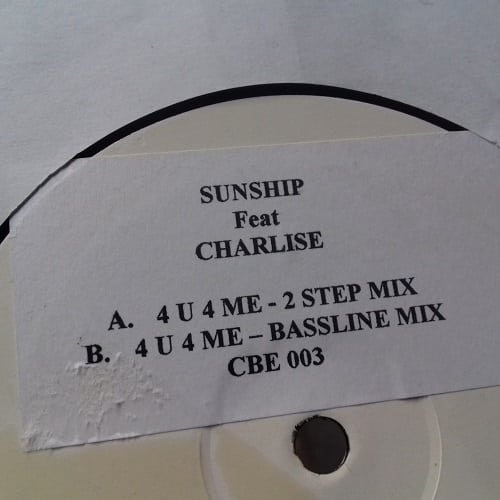 SUNSHIP
Feat
CHARLISE
A. 4 U 4 ME - 2 STEP MIX
B. 4 U 4 ME – BASSLINE MIX
CBE 003